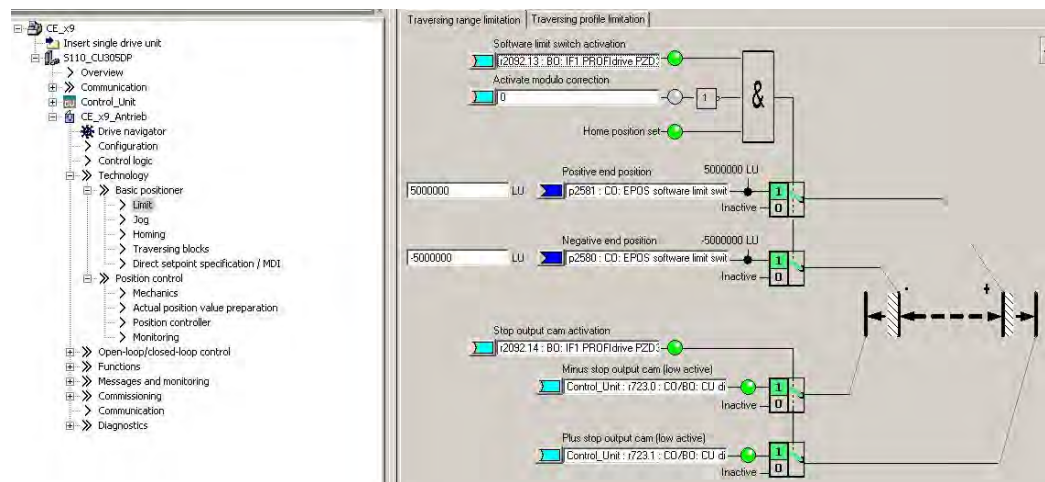 CE_x9
Insert single drive unit
S110_CU305DP
Overview
Communication
Control_Unit
CE_x9_Antrieb
Drive navigator
Configuration
Control logic
Technology
Basic positioner
Limit
Jog
Homing
Traversing blocks
Direct setpoint specification / MDI
Position control
Mechanics
Actual position value preparation
Position controller
Monitoring
Open-loop/closed-loop control
Functions
Messages and monitoring
Commissioning
Communication
Diagnostics
Traversing range limitation Traversing profile limitation
Software limit switch activation
r2092.13 : BO: IF1 PROFIdrive PZD
Activate modulo correction
0 1 &
Home position set
Positive end position 5000000 LU
5000000 LU p2581 : CO: EPOS software limit swit 1
Inactive 0
Negative end position -5000000 LU
-5000000 LU p2580 : CO: EPOS software limit swit 1
Inactive 0
- +
Stop output cam activation
r2092.14 : BO: IF1 PROFIdrive PZD
Minus stop output cam (low active)
Control_Unit : r723.0 : CO/BO: CU di 1
Inactive 0
Plus stop output cam (low active)
Control_Unit : r723.1 : CO/BO: CU di 1
Inactive 0